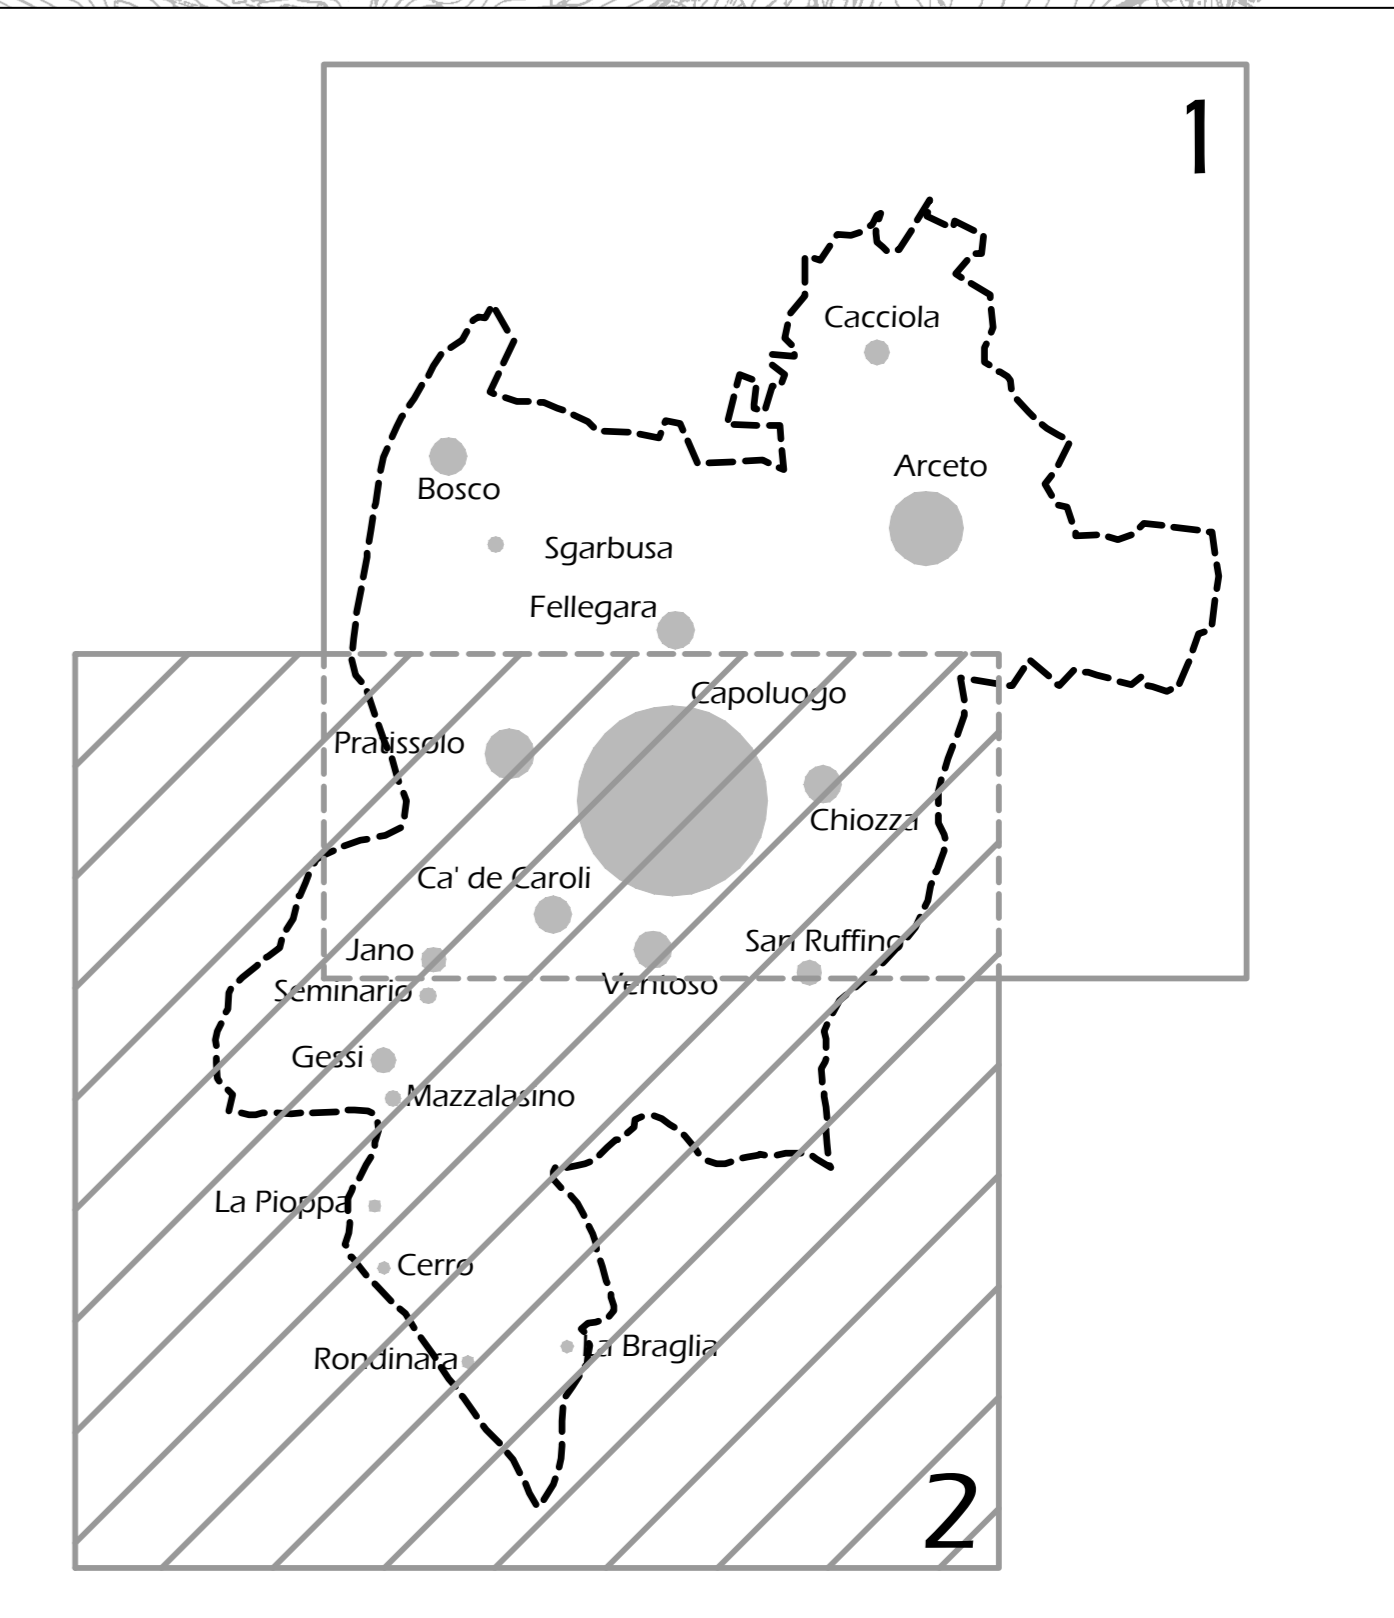 1
Cacciola
Arceto
Bosco
Sgarbusa
Fellegara
Capoluogo
Pratissolo
Chiozza
Ca' de Caroli
San Ruffino
Jano
Ventoso
Seminario
Gessi
Mazzalasino
La Pioppa
Cerro
La Braglia
Rondinara
2